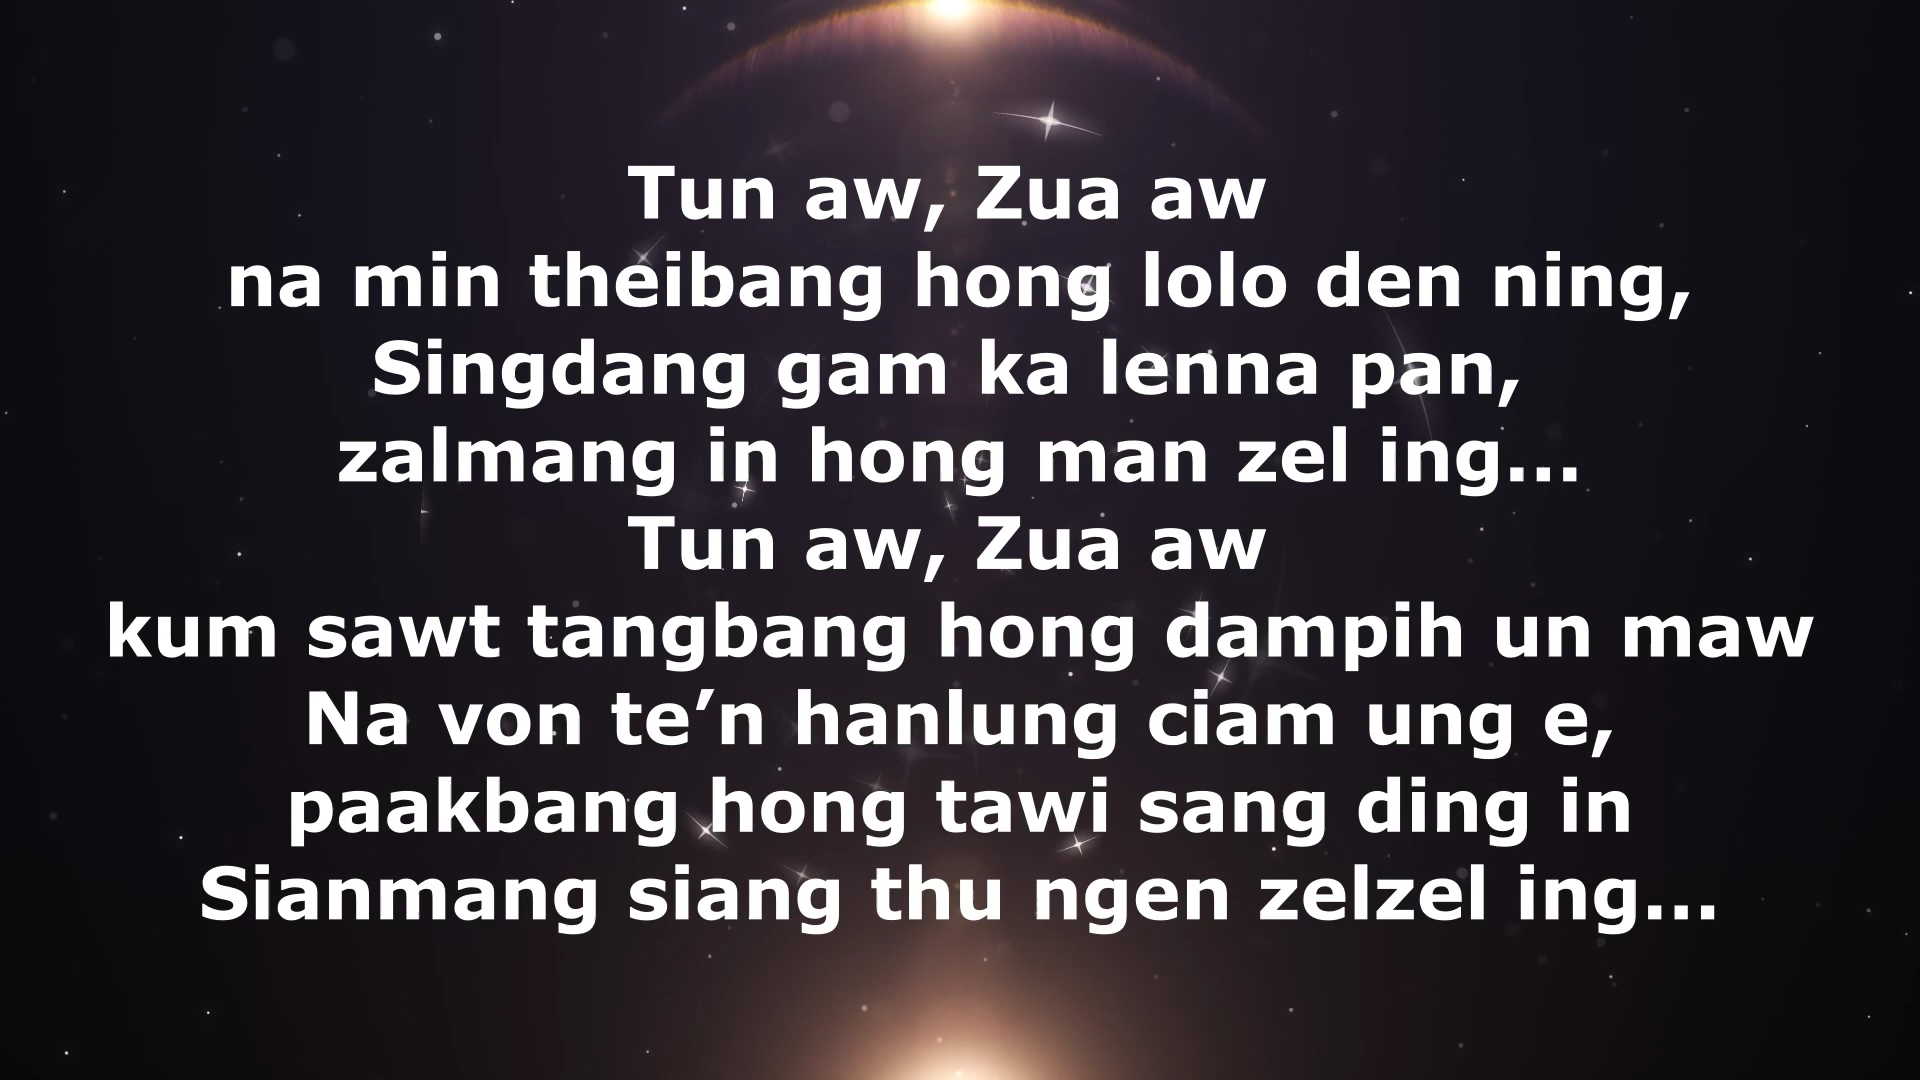 Tun aw, Zua aw
na min theibang hong lolo den ning,
Singdang gam ka lenna pan,
zalmang in hong man zel ing...
Tun aw, Zua aw
kum sawt tangbang hong dampih un maw
Na von te’n hanlung ciam ung e,
paakbang hong tawi sang ding in
Sianmang siang thu ngen zelzel ing...